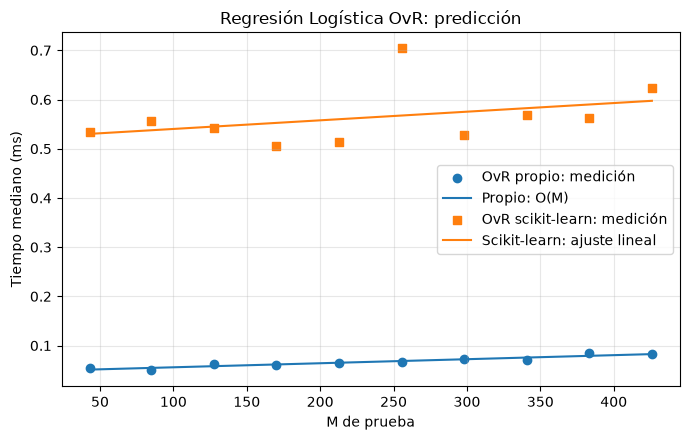 Regresión Logística OvR: predicción
Tiempo mediano (ms)
0.7
0.6
0.5
0.4
0.3
0.2
0.1
OvR propio: medición
Propio: O(M)
OvR scikit-learn: medición
Scikit-learn: ajuste lineal
50 100 150 200 250 300 350 400
M de prueba